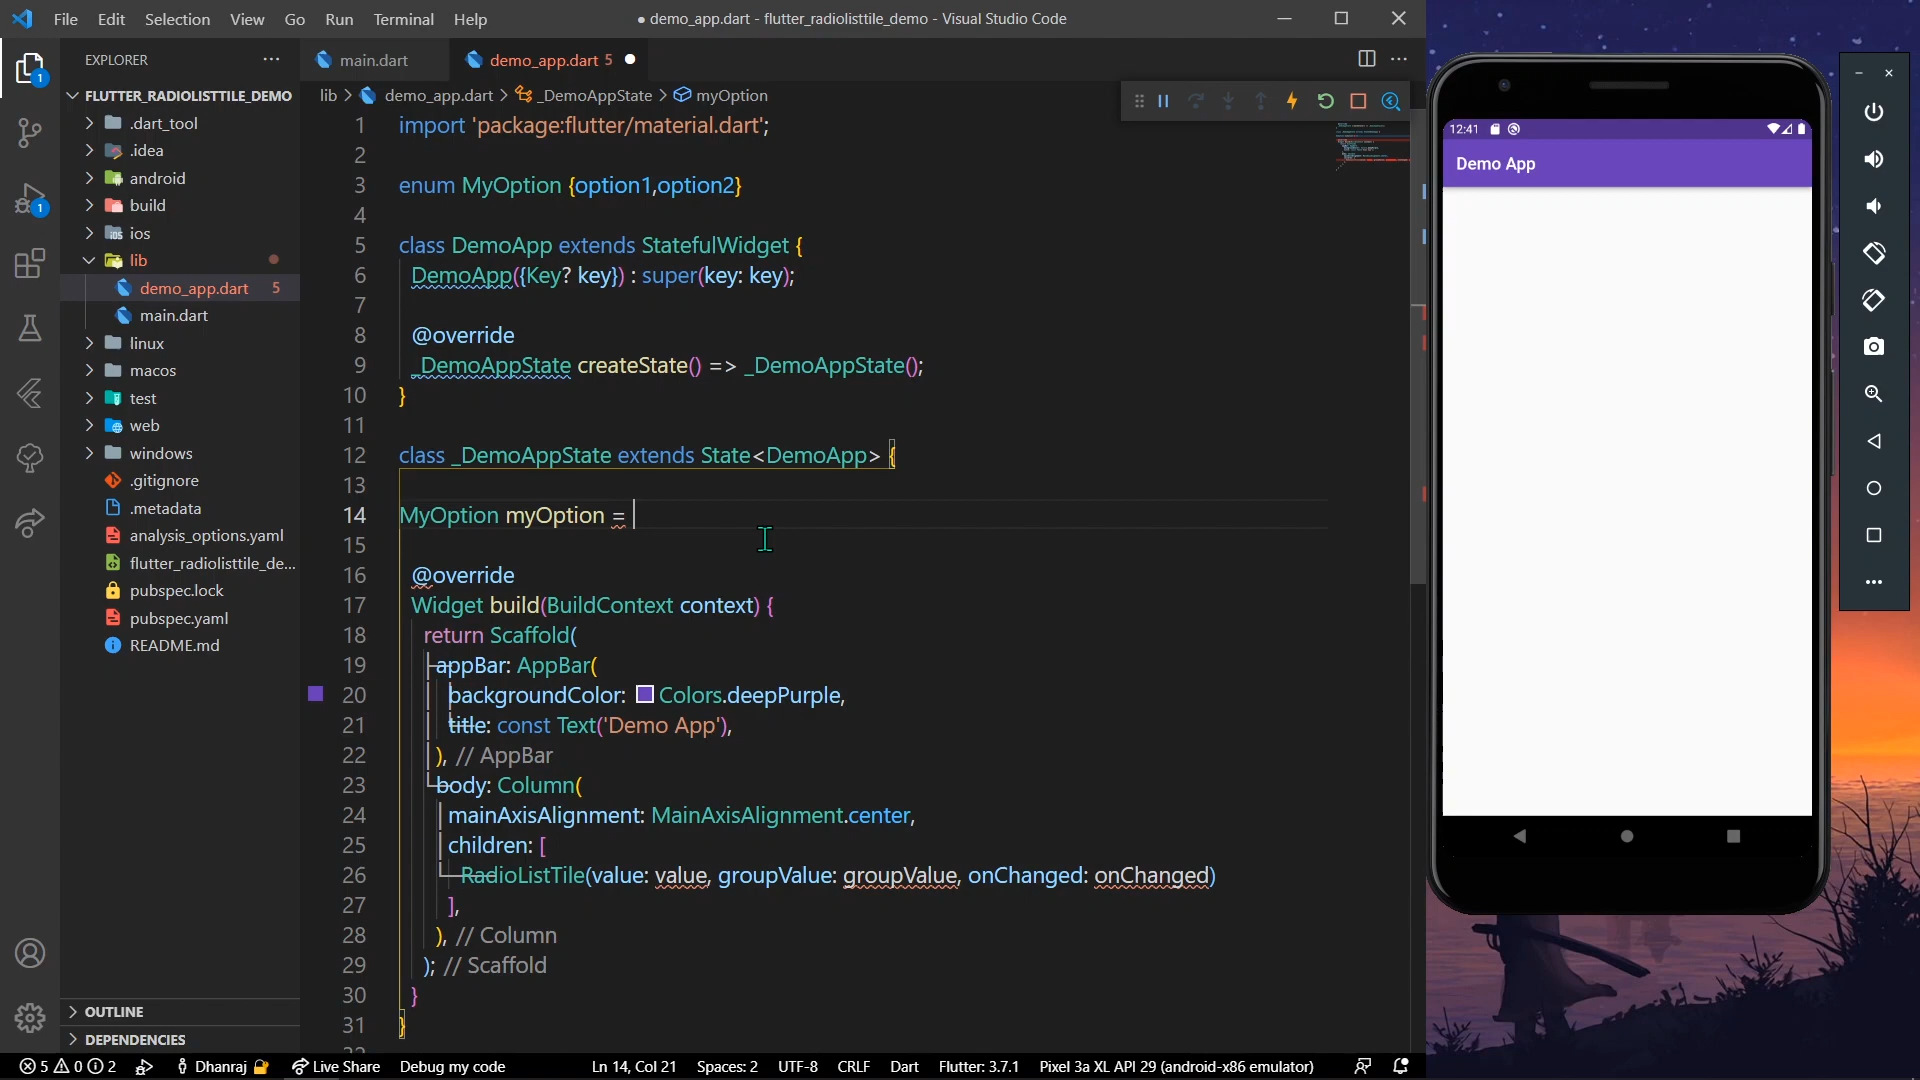 File Edit Selection View Go Run Terminal Help
● demo_app.dart - flutter_radiolisttile_demo - Visual Studio Code
EXPLORER
FLUTTER_RADIOLISTTILE_DEMO
.dart_tool
.idea
android
build
ios
lib
demo_app.dart 5
main.dart
linux
macos
test
web
windows
.gitignore
.metadata
analysis_options.yaml
flutter_radiolisttile_de...
pubspec.lock
pubspec.yaml
README.md
OUTLINE
DEPENDENCIES
1
1
main.dart
demo_app.dart 5
lib > demo_app.dart > _DemoAppState > myOption
1 import 'package:flutter/material.dart';
2
3 enum MyOption {option1,option2}
4
5 class DemoApp extends StatefulWidget {
6 DemoApp({Key? key}) : super(key: key);
7
8 @override
9 _DemoAppState createState() => _DemoAppState();
10 }
11
12 class _DemoAppState extends State<DemoApp> {
13
14 MyOption myOption =
15
16 @override
17 Widget build(BuildContext context) {
18 return Scaffold(
19 appBar: AppBar(
20 backgroundColor: Colors.deepPurple,
21 title: const Text('Demo App'),
22 ), // AppBar
23 body: Column(
24 mainAxisAlignment: MainAxisAlignment.center,
25 children: [
26 RadioListTile(value: value, groupValue: groupValue, onChanged: onChanged)
27 ],
28 ), // Column
29 ); // Scaffold
30 }
31 }
12:41
Demo App
5 0 2 Dhanraj Live Share Debug my code Ln 14, Col 21 Spaces: 2 UTF-8 CRLF Dart Flutter: 3.7.1 Pixel 3a XL API 29 (android-x86 emulator)